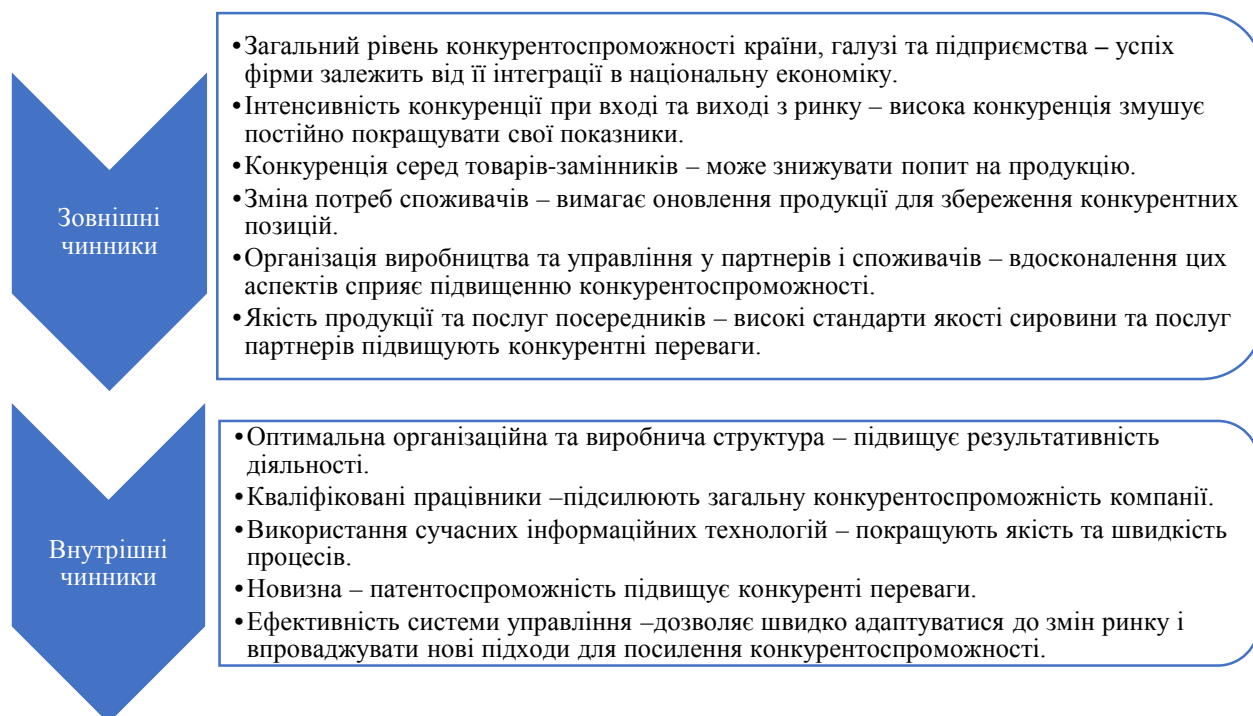 Зовнішні
чинники
•Загальний рівень конкурентоспроможності країни, галузі та підприємства – успіх
фірми залежить від її інтеграції в національну економіку.
•Інтенсивність конкуренції при вході та виході з ринку – висока конкуренція змушує
постійно покращувати свої показники.
•Конкуренція серед товарів-замінників – може знижувати попит на продукцію.
•Зміна потреб споживачів – вимагає оновлення продукції для збереження конкурентних
позицій.
•Організація виробництва та управління у партнерів і споживачів – вдосконалення цих
аспектів сприяє підвищенню конкурентоспроможності.
•Якість продукції та послуг посередників – високі стандарти якості сировини та послуг
партнерів підвищують конкурентні переваги.
Внутрішні
чинники
•Оптимальна організаційна та виробнича структура – підвищує результативність
діяльності.
•Кваліфіковані працівники –підсилюють загальну конкурентоспроможність компанії.
•Використання сучасних інформаційних технологій – покращують якість та швидкість
процесів.
•Новизна – патентоспроможність підвищує конкуренті переваги.
•Ефективність системи управління –дозволяє швидко адаптуватися до змін ринку і
впроваджувати нові підходи для посилення конкурентоспроможності.